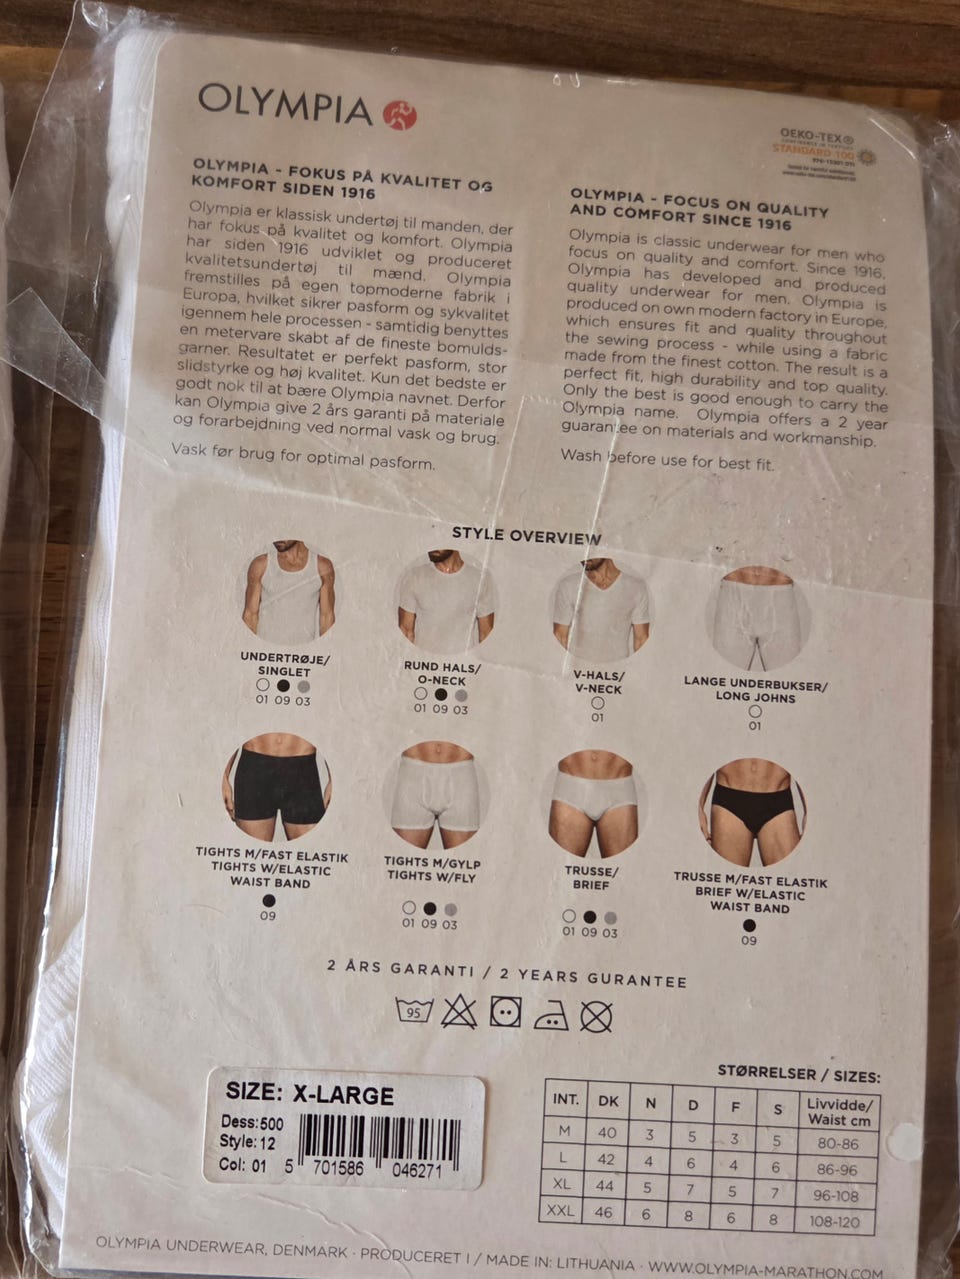 OLYMPIA
OEKO-TEX®
CONFIDENCE IN TEXTILES
STANDARD 100
Tested for harmful substances
www.oeko-tex.com/standard100
OLYMPIA - FOKUS PÅ KVALITET OG
KOMFORT SIDEN 1916
Olympia er klassisk undertøj til manden, der
har fokus på kvalitet og komfort. Olympia
har siden 1916 udviklet og produceret
kvalitetsundertøj til mænd. Olympia
fremstilles på egen topmoderne fabrik i
Europa, hvilket sikrer pasform og sykvalitet
igennem hele processen - samtidig benyttes
en metervare skabt af de fineste bomulds-
garner. Resultatet er perfekt pasform, stor
slidstyrke og høj kvalitet. Kun det bedste er
godt nok til at bære Olympia navnet. Derfor
kan Olympia give 2 års garanti på materiale
og forarbejdning ved normal vask og brug.
Vask før brug for optimal pasform.
OLYMPIA - FOCUS ON QUALITY
AND COMFORT SINCE 1916
Olympia is classic underwear for men who
focus on quality and comfort. Since 1916,
Olympia has developed and produced
quality underwear for men. Olympia is
produced on own modern factory in Europe,
which ensures fit and quality throughout
the sewing process - while using a fabric
made from the finest cotton. The result is a
perfect fit, high durability and top quality.
Only the best is good enough to carry the
Olympia name. Olympia offers a 2 year
guarantee on materials and workmanship.
Wash before use for best fit.
STYLE OVERVIEW
UNDERTRØJE/
SINGLET
01 09 03
RUND HALS/
O-NECK
01 09 03
V-HALS/
V-NECK
01
LANGE UNDERBUKSER/
LONG JOHNS
01
TIGHTS M/FAST ELASTIK
TIGHTS W/ELASTIC
WAIST BAND
09
TIGHTS M/GYLP
TIGHTS W/FLY
01 09 03
TRUSSE/
BRIEF
01 09 03
TRUSSE M/FAST ELASTIK
BRIEF W/ELASTIC
WAIST BAND
09
2 ÅRS GARANTI / 2 YEARS GURANTEE
95
SIZE: X-LARGE
Dess:500
Style:12
Col: 01
5 701586 046271
STØRRELSER / SIZES:
INT. DK N D F S Livvidde/
Waist cm
M 40 3 5 3 5 80-86
L 42 4 6 4 6 86-96
XL 44 5 7 5 7 96-108
XXL 46 6 8 6 8 108-120
OLYMPIA UNDERWEAR, DENMARK · PRODUCERET I / MADE IN: LITHUANIA · WWW.OLYMPIA-MARATHON.COM